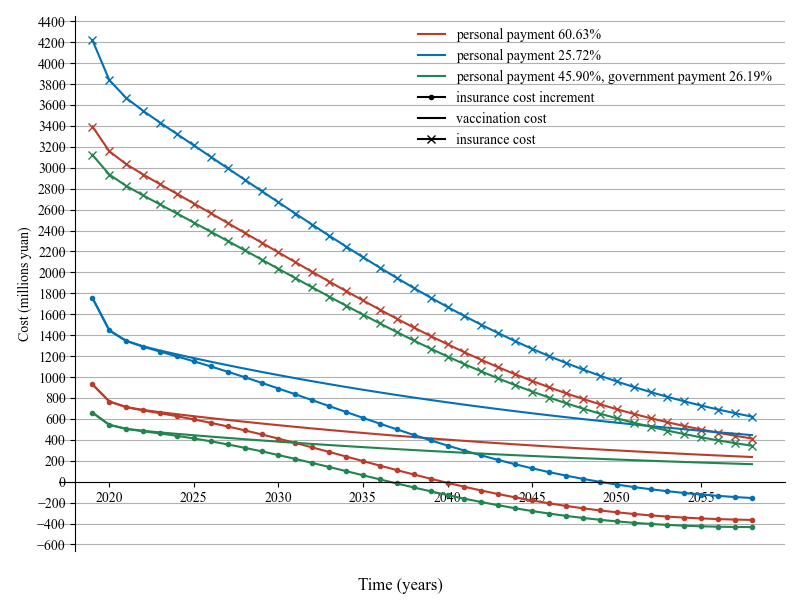 4400
4200
4000
3800
3600
3400
3200
3000
2800
2600
2400
2200
2000
1800
1600
1400
1200
1000
800
600
400
200
0
−200
−400
−600
Cost (millions yuan)
personal payment 60.63%
personal payment 25.72%
personal payment 45.90%, government payment 26.19%
insurance cost increment
vaccination cost
insurance cost
2020 2025 2030 2035 2040 2045 2050 2055
Time (years)